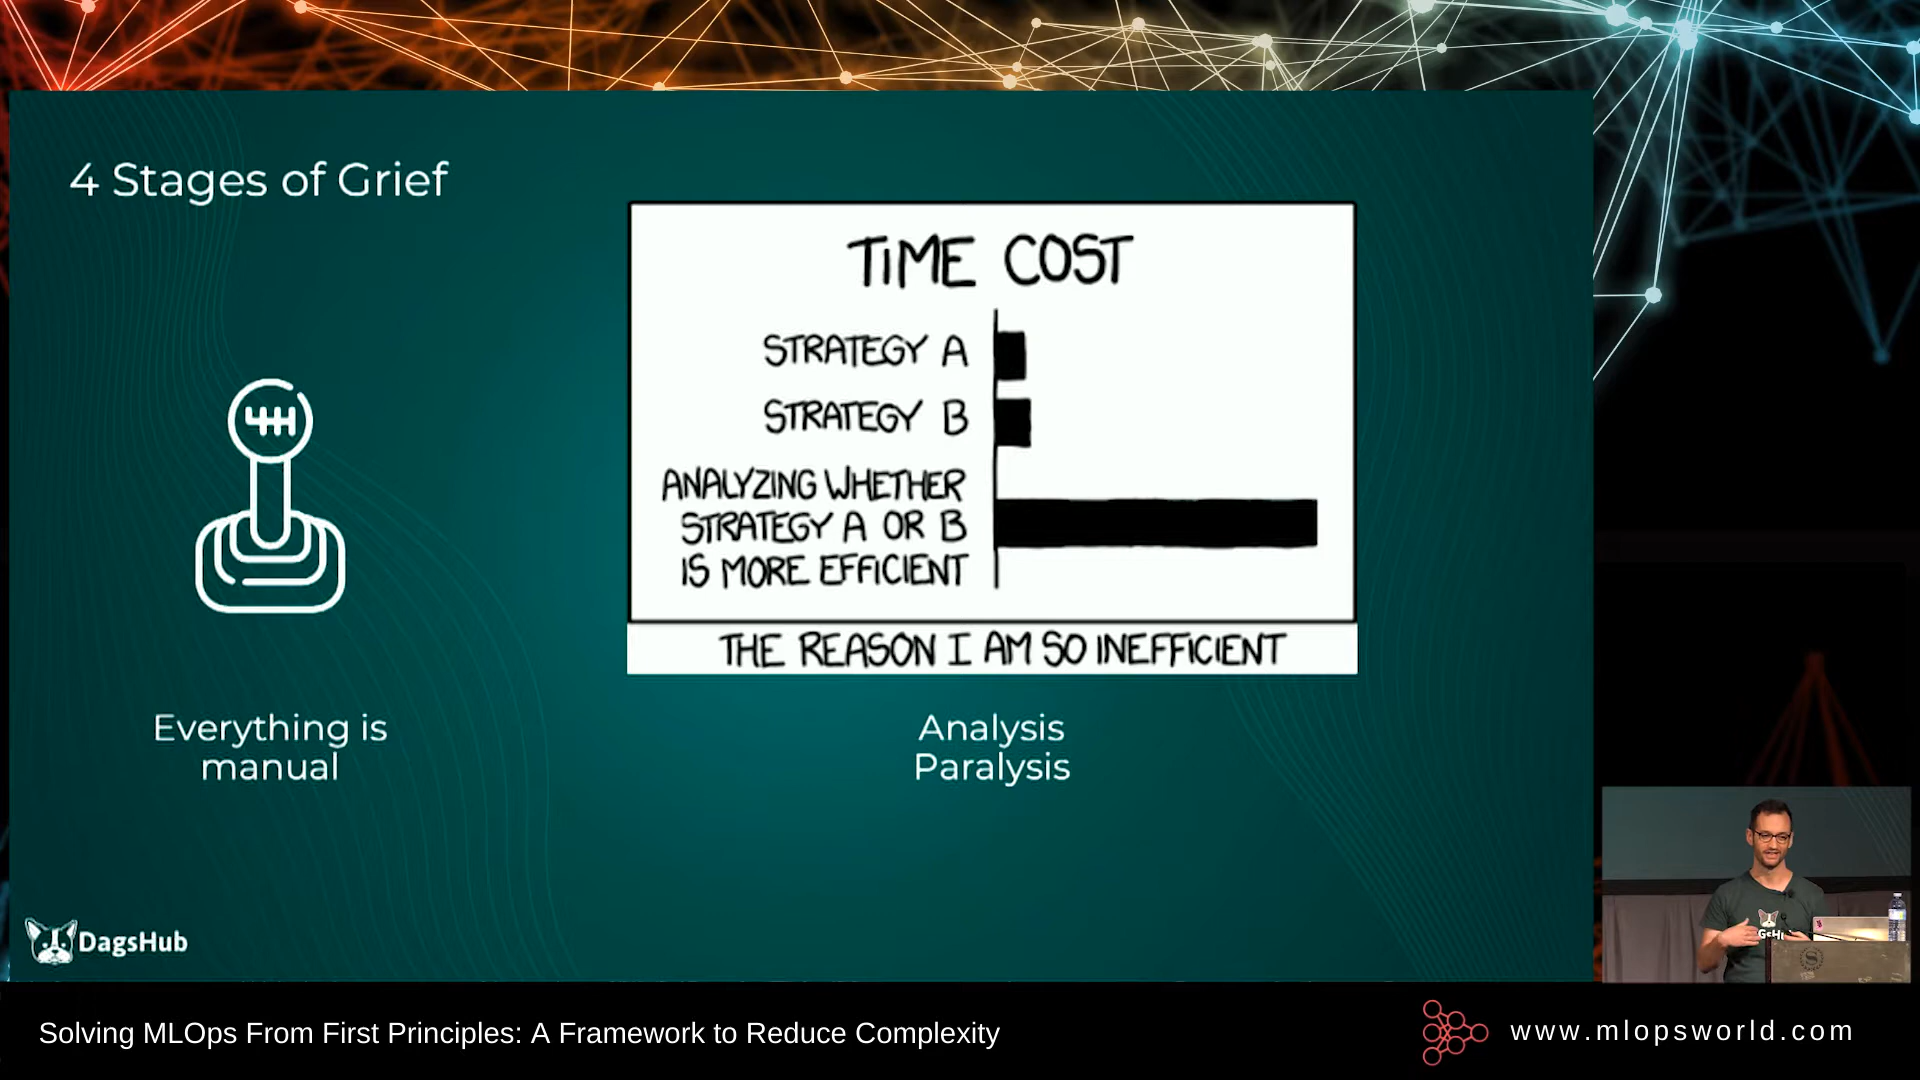 4 Stages of Grief
TIME COST
STRATEGY A
STRATEGY B
ANALYZING WHETHER
STRATEGY A OR B
IS MORE EFFICIENT
THE REASON I AM SO INEFFICIENT
Everything is
manual
Analysis
Paralysis
DagsHub
Solving MLOps From First Principles: A Framework to Reduce Complexity
www.mlopsworld.com